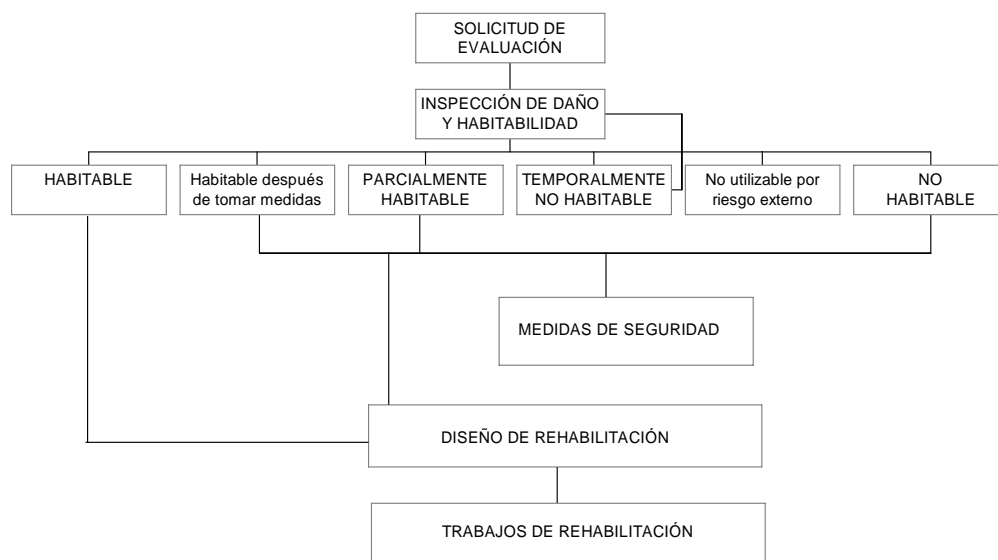 SOLICITUD DE
EVALUACIÓN
INSPECCIÓN DE DAÑO
Y HABITABILIDAD
HABITABLE
Habitable después
de tomar medidas
PARCIALMENTE
HABITABLE
TEMPORALMENTE
NO HABITABLE
No utilizable por
riesgo externo
NO
HABITABLE
MEDIDAS DE SEGURIDAD
DISEÑO DE REHABILITACIÓN
TRABAJOS DE REHABILITACIÓN